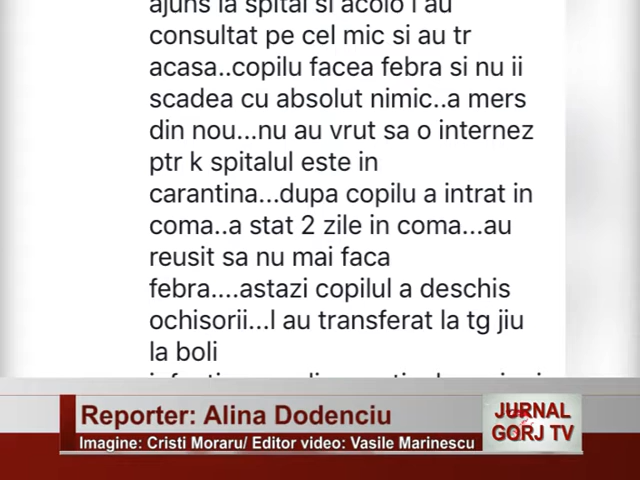 ajuns la spital si acolo l au
consultat pe cel mic si au tr
acasa..copilu facea febra si nu ii
scadea cu absolut nimic..a mers
din nou...nu au vrut sa o internez
ptr k spitalul este in
carantina...dupa copilu a intrat in
coma..a stat 2 zile in coma...au
reusit sa nu mai faca
febra....astazi copilul a deschis
ochisorii...l au transferat la tg jiu
la boli
Reporter: Alina Dodenciu
Imagine: Cristi Moraru/ Editor video: Vasile Marinescu
JURNAL
GORJ TV